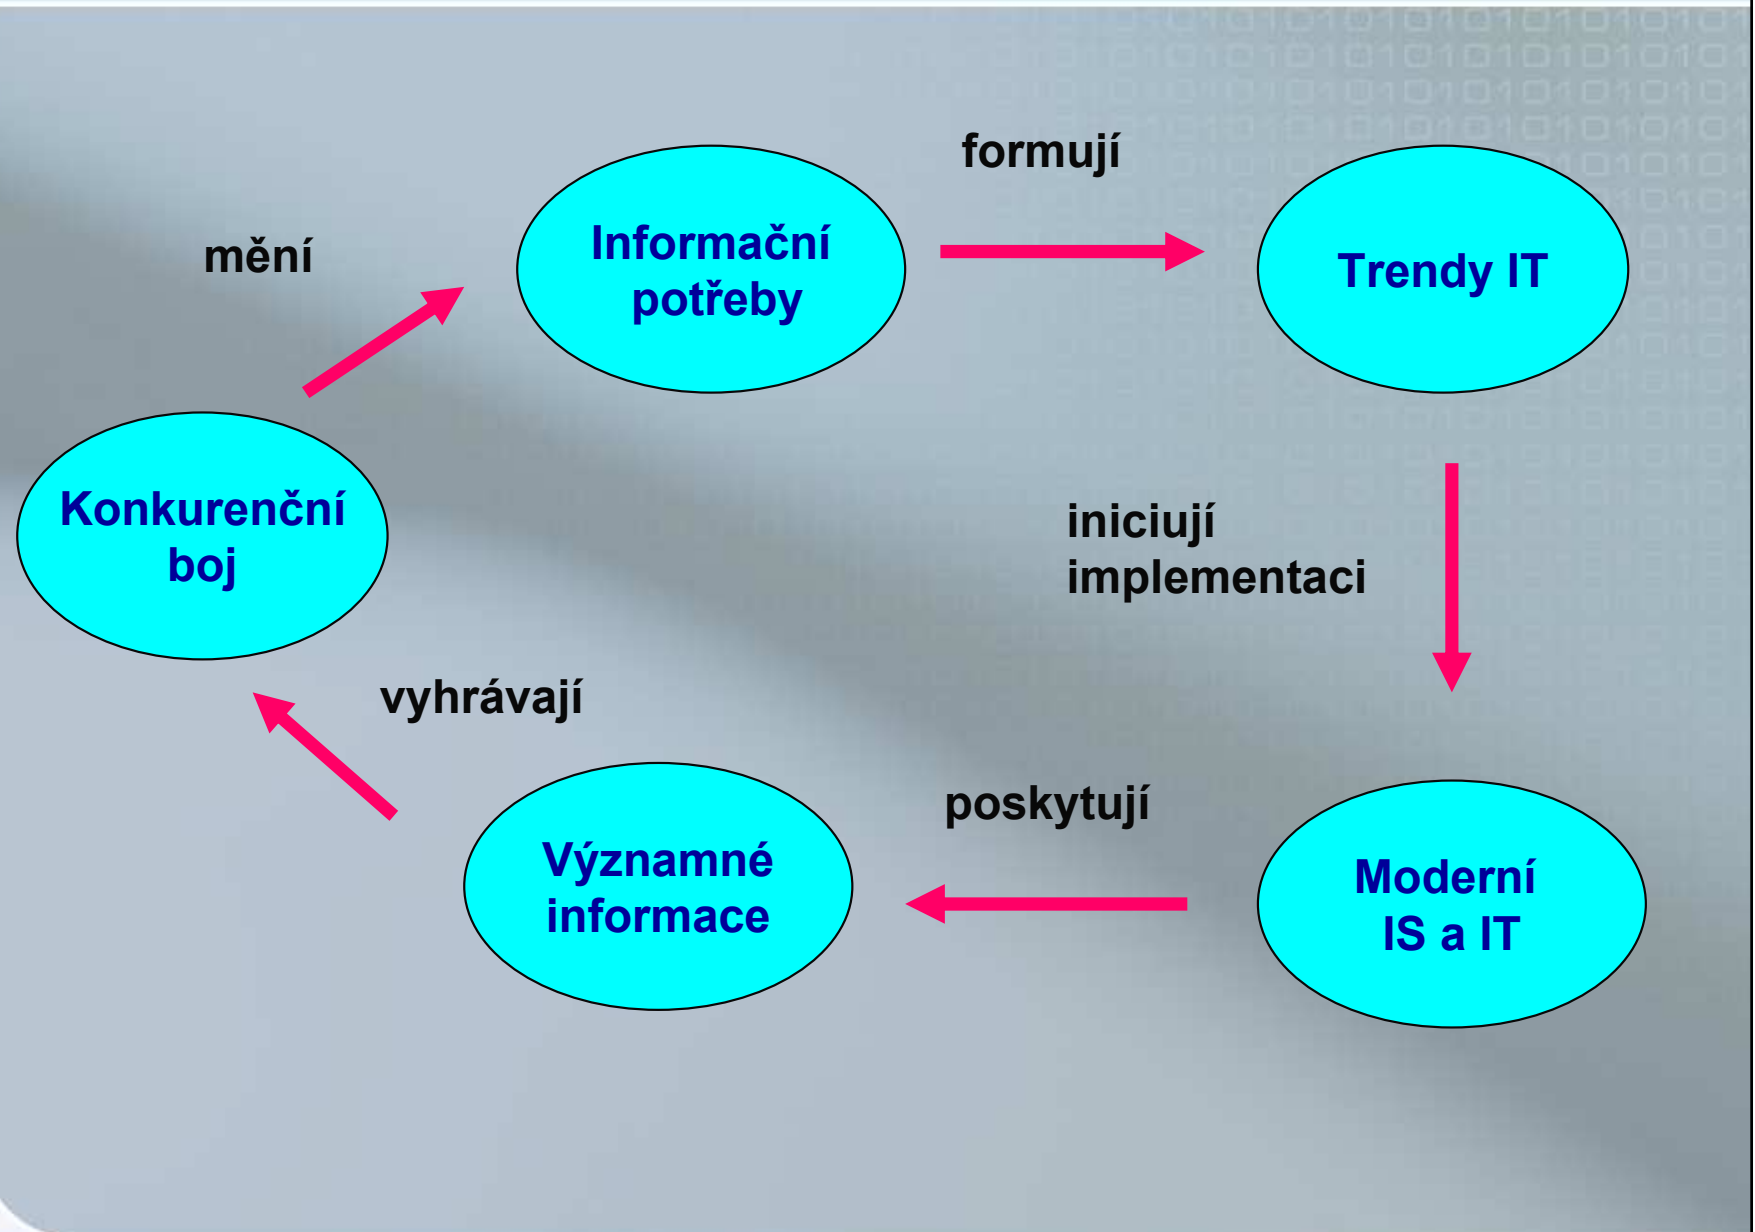 formují
Informační
potřeby
Trendy IT
mění
Konkurenční
boj
iniciují
implementaci
vyhrávají
poskytují
Významné
informace
Moderní
IS a IT